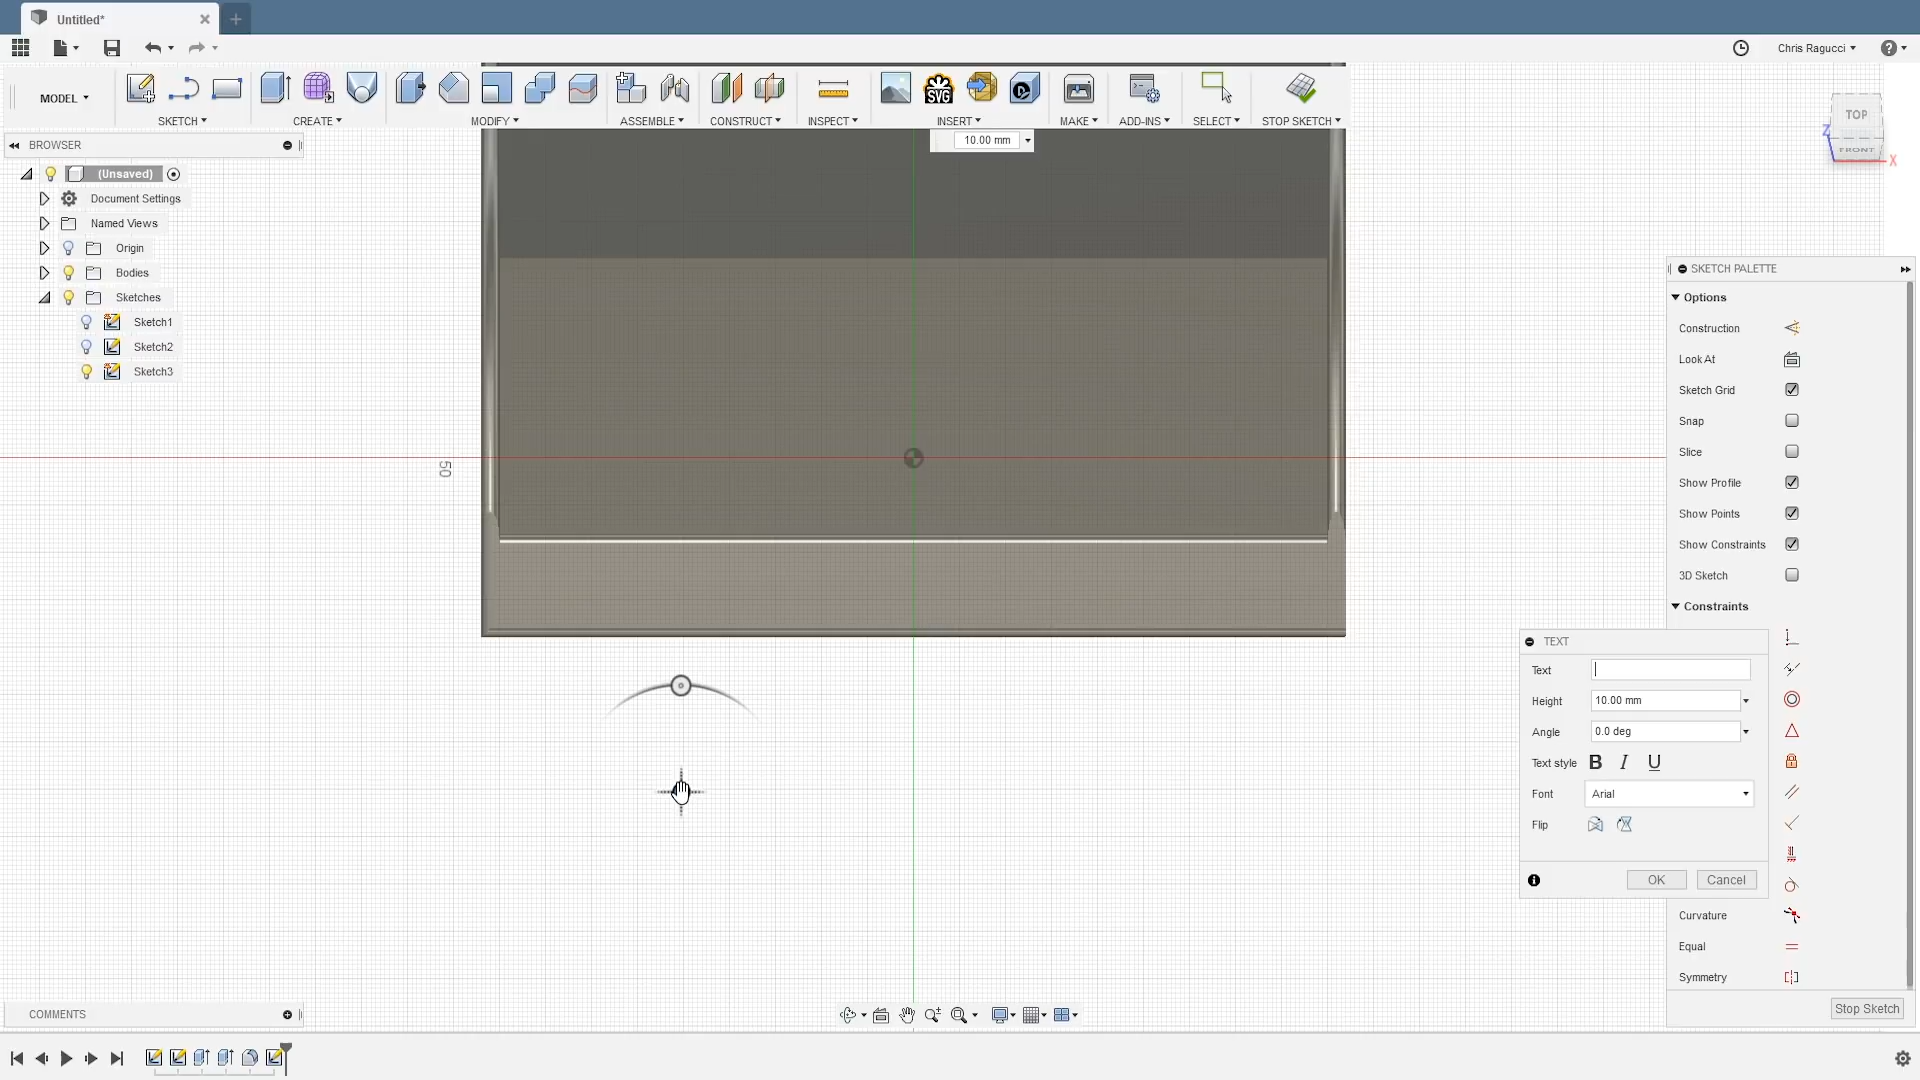 Untitled*
Chris Ragucci
MODEL
SKETCH
CREATE
MODIFY
ASSEMBLE
CONSTRUCT
INSPECT
SVG
INSERT
MAKE
ADD-INS
SELECT
STOP SKETCH
10.00 mm
TOP
FRONT
Z
X
BROWSER
(Unsaved)
Document Settings
Named Views
Origin
Bodies
Sketches
Sketch1
Sketch2
Sketch3
50
SKETCH PALETTE
Options
Construction
Look At
Sketch Grid
Snap
Slice
Show Profile
Show Points
Show Constraints
3D Sketch
Constraints
TEXT
Text
Height 10.00 mm
Angle 0.0 deg
Text style B I U
Font Arial
Flip
OK Cancel
Curvature
Equal
Symmetry
Stop Sketch
COMMENTS